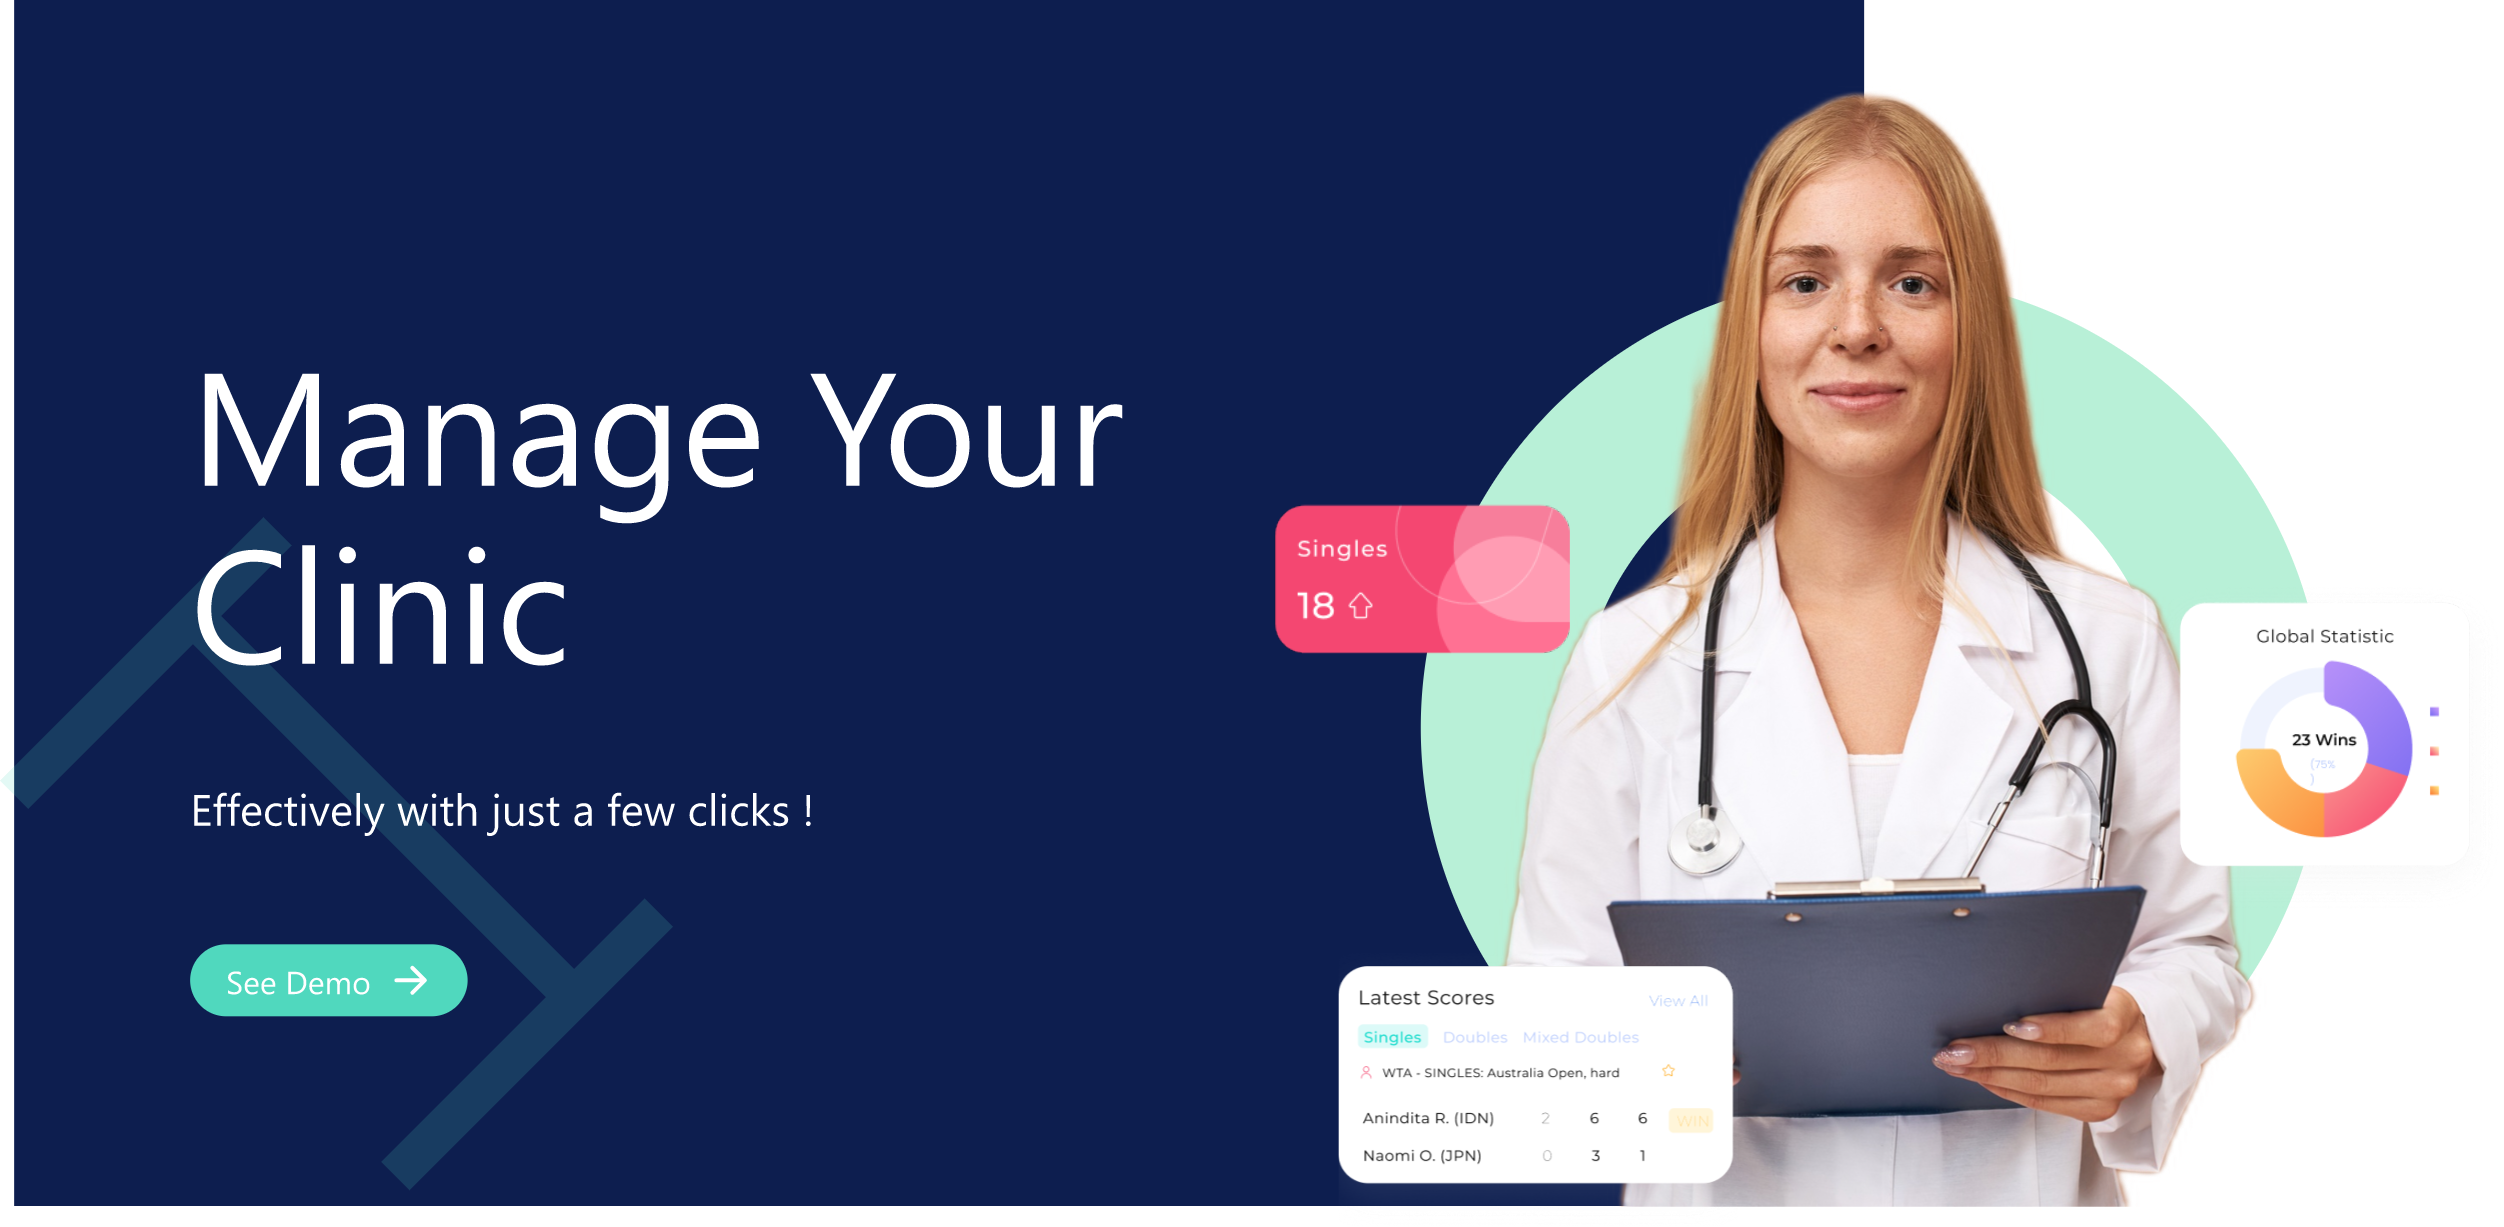 Manage Your
Clinic
Effectively with just a few clicks !
See Demo
Singles
18
Global Statistic
23 Wins
(75%
)
Latest Scores
View All
Singles Doubles Mixed Doubles
WTA - SINGLES: Australia Open, hard
Anindita R. (IDN) 2 6 6 WIN
Naomi O. (JPN) 0 3 1